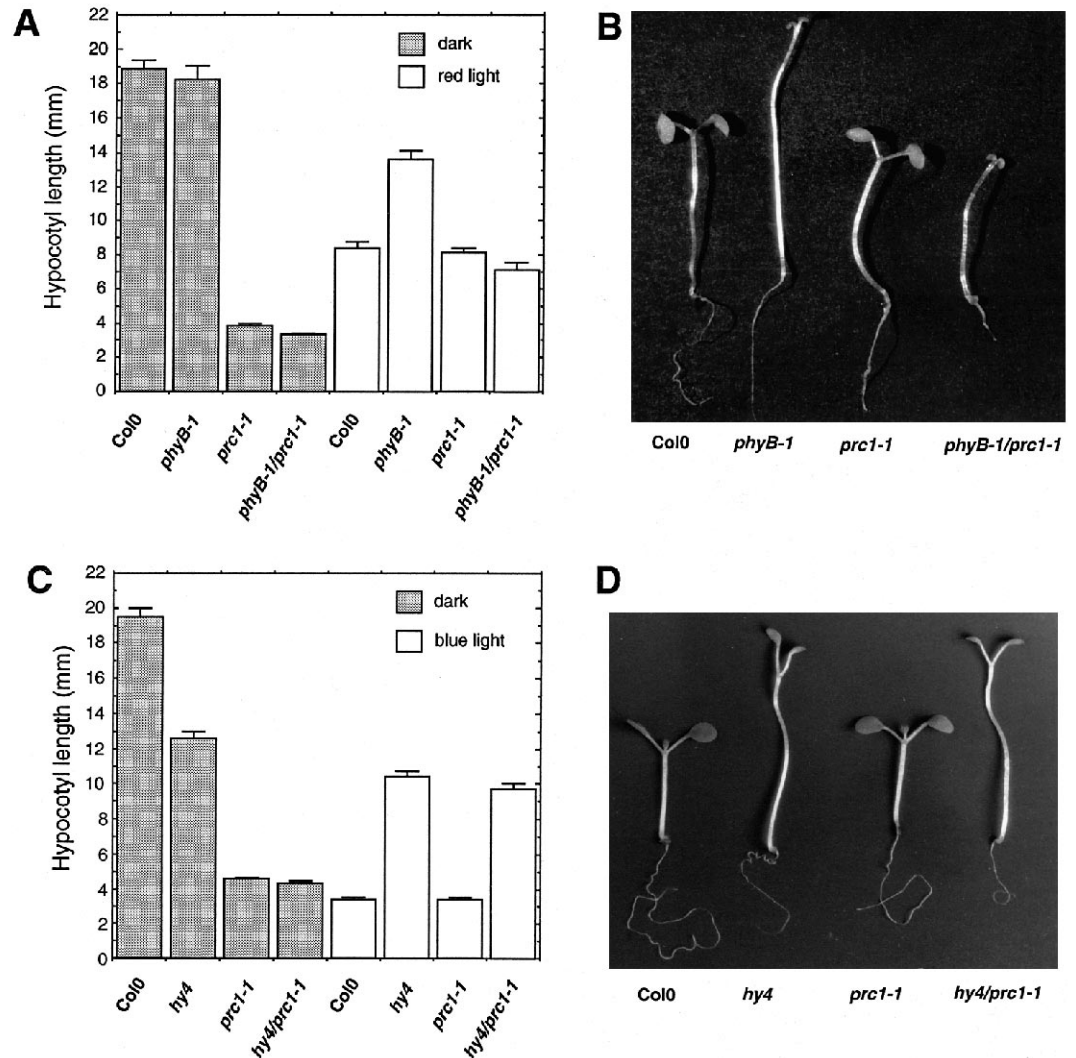 A
Hypocotyl length (mm)
22
20
18
16
14
12
10
8
6
4
2
0
dark
red light
Col0
phyB-1
prc1-1
phyB-1/prc1-1
Col0
phyB-1
prc1-1
phyB-1/prc1-1
B
Col0 phyB-1 prc1-1 phyB-1/prc1-1
C
Hypocotyl length (mm)
22
20
18
16
14
12
10
8
6
4
2
0
dark
blue light
Col0
hy4
prc1-1
hy4/prc1-1
Col0
hy4
prc1-1
hy4/prc1-1
D
Col0 hy4 prc1-1 hy4/prc1-1